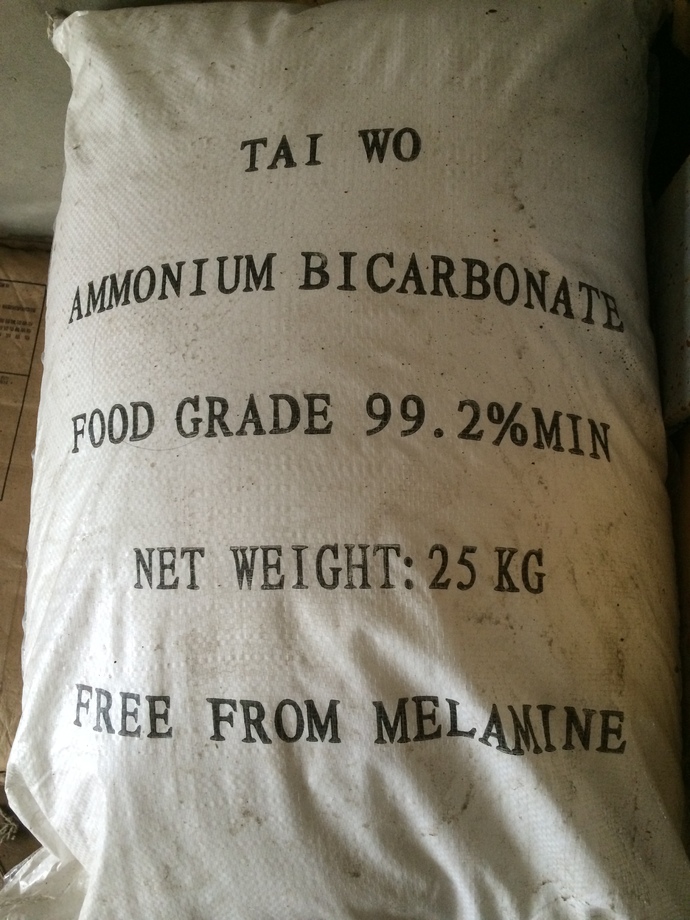 TAI WO
AMMONIUM BICARBONATE
FOOD GRADE 99.2%MIN
NET WEIGHT: 25 KG
FREE FROM MELAMINE